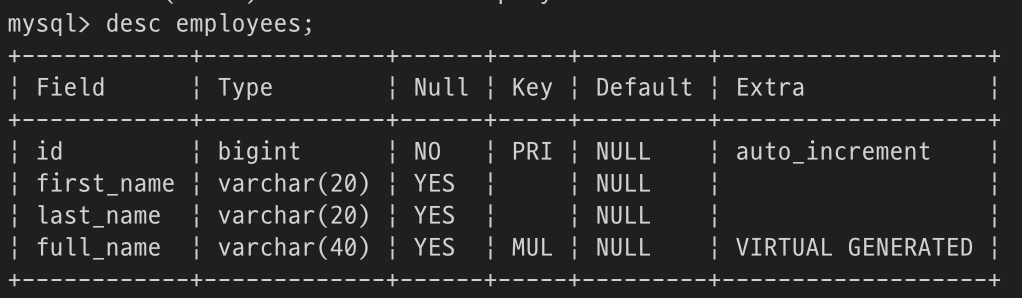 mysql> desc employees;
+------------+-------------+------+-----+---------+-------------------+
| Field      | Type        | Null | Key | Default | Extra             |
+------------+-------------+------+-----+---------+-------------------+
| id         | bigint      | NO   | PRI | NULL    | auto_increment    |
| first_name | varchar(20) | YES  |     | NULL    |                   |
| last_name  | varchar(20) | YES  |     | NULL    |                   |
| full_name  | varchar(40) | YES  | MUL | NULL    | VIRTUAL GENERATED |
+------------+-------------+------+-----+---------+-------------------+